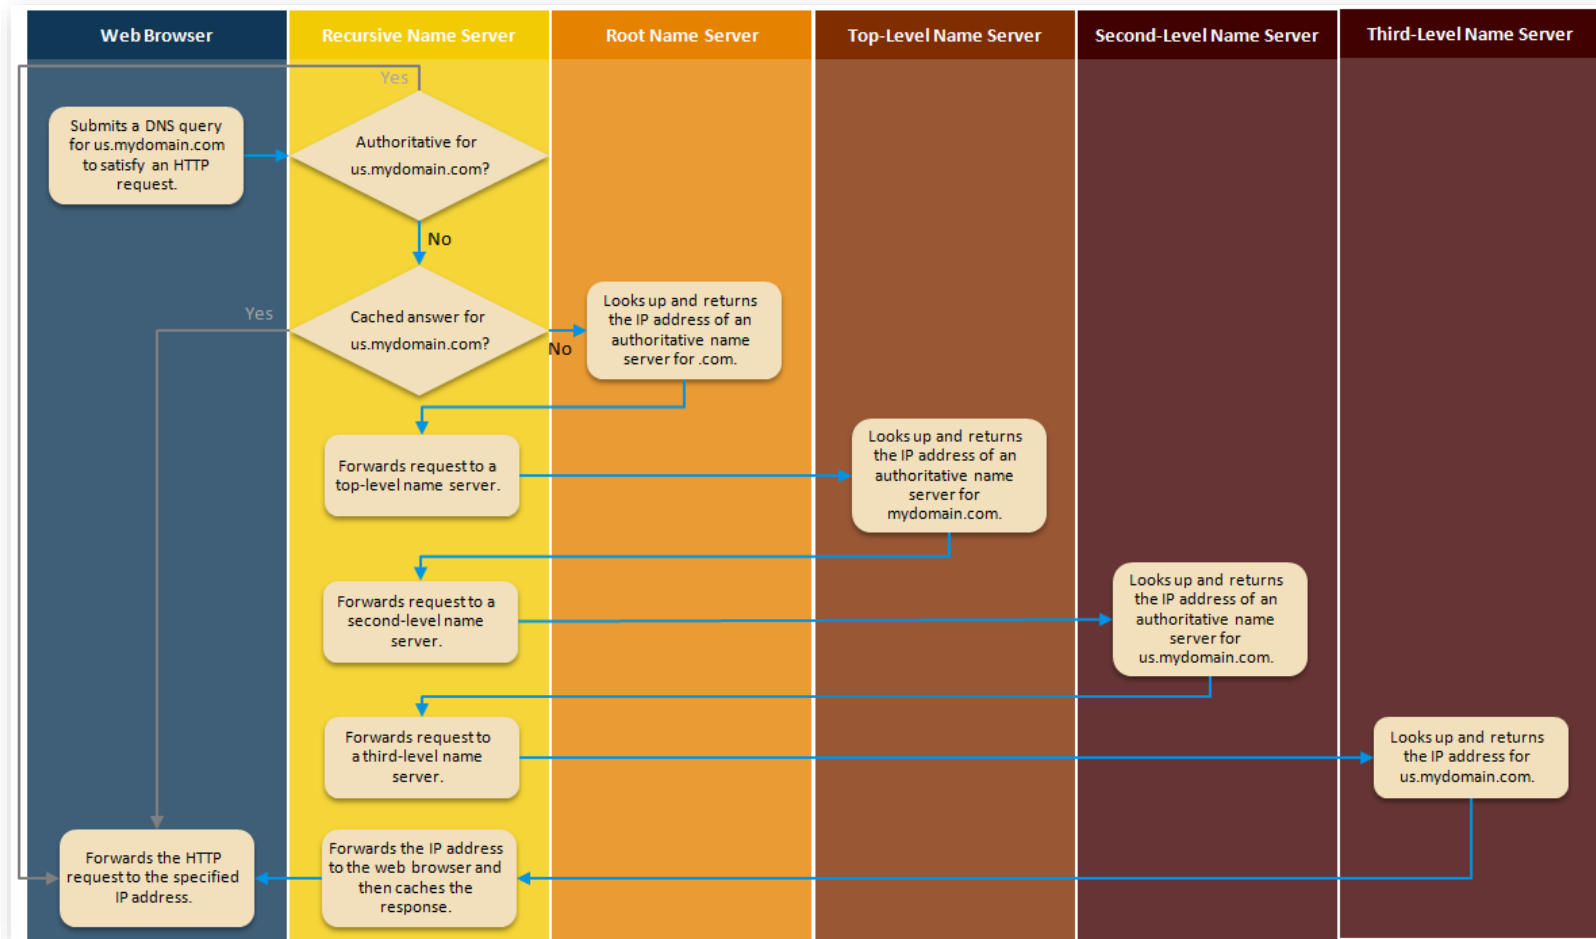 Web Browser
Recursive Name Server
Root Name Server
Top-Level Name Server
Second-Level Name Server
Third-Level Name Server
Yes
Submits a DNS query
for us.mydomain.com
to satisfy an HTTP
request.
Authoritative for
us.mydomain.com?
No
Yes
Cached answer for
us.mydomain.com?
No
Looks up and returns
the IP address of an
authoritative name
server for .com.
Forwards request to a
top-level name server.
Looks up and returns
the IP address of an
authoritative name
server for
mydomain.com.
Forwards request to a
second-level name
server.
Looks up and returns
the IP address of an
authoritative name
server for
us.mydomain.com.
Forwards request to
a third-level name
server.
Looks up and returns
the IP address for
us.mydomain.com.
Forwards the IP address
to the web browser and
then caches the
response.
Forwards the HTTP
request to the specified
IP address.